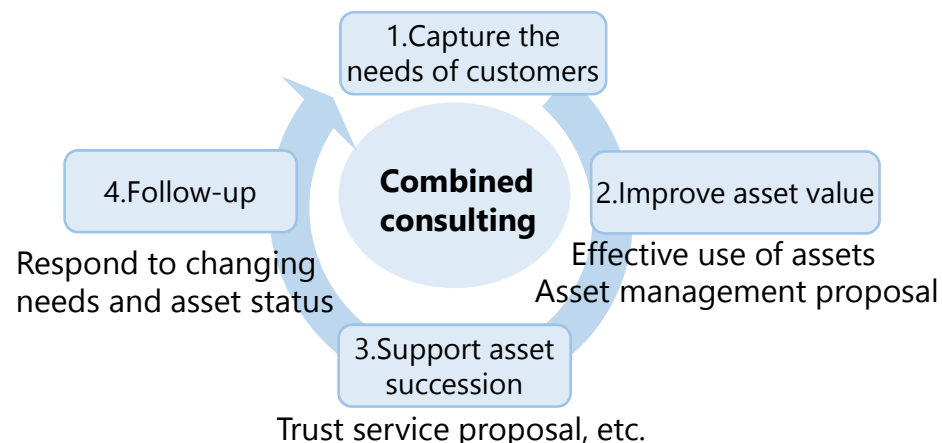 1.Capture the
needs of customers
Combined
consulting
2.Improve asset value
Effective use of assets
Asset management proposal
3.Support asset
succession
Trust service proposal, etc.
4.Follow-up
Respond to changing
needs and asset status